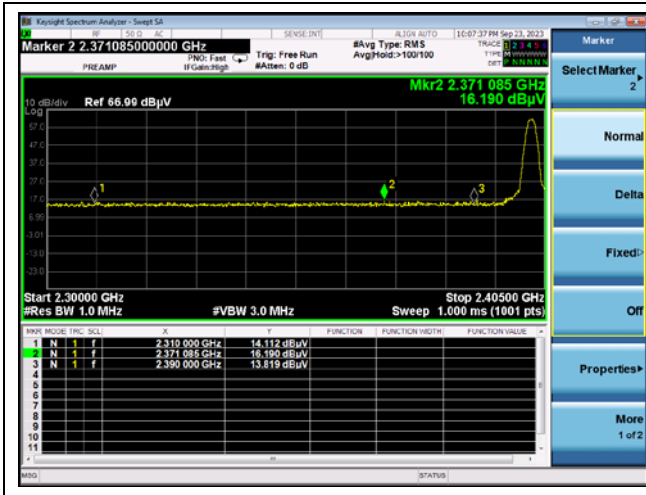 Keysight Spectrum Analyzer - Swept SA
RF 50 Ω AC SENSE:INT ALIGN AUTO 10:07:37 PM Sep 23, 2023
Marker 2 2.371085000000 GHz #Avg Type: RMS TRACE 1 2 3 4 5 6
PNO: Fast Trig: Free Run Avg|Hold:>100/100 TYPE M
PREAMP IFGain:High #Atten: 0 dB DET P N N N N N
Mkr2 2.371 085 GHz
10 dB/div Ref 66.99 dBµV 16.190 dBµV
Log
57.0
47.0
37.0
27.0
1 2 3
17.0
6.99
-3.01
-13.0
-23.0
Start 2.30000 GHz Stop 2.40500 GHz
#Res BW 1.0 MHz #VBW 3.0 MHz Sweep 1.000 ms (1001 pts)
MKR MODE TRC SCL X Y FUNCTION FUNCTION WIDTH FUNCTION VALUE
1 N 1 f 2.310 000 GHz 14.112 dBµV
2 N 1 f 2.371 085 GHz 16.190 dBµV
3 N 1 f 2.390 000 GHz 13.819 dBµV
4
5
6
7
8
9
10
11
MSG STATUS
Marker
Select Marker
2
Normal
Delta
Fixed
Off
Properties
More
1 of 2